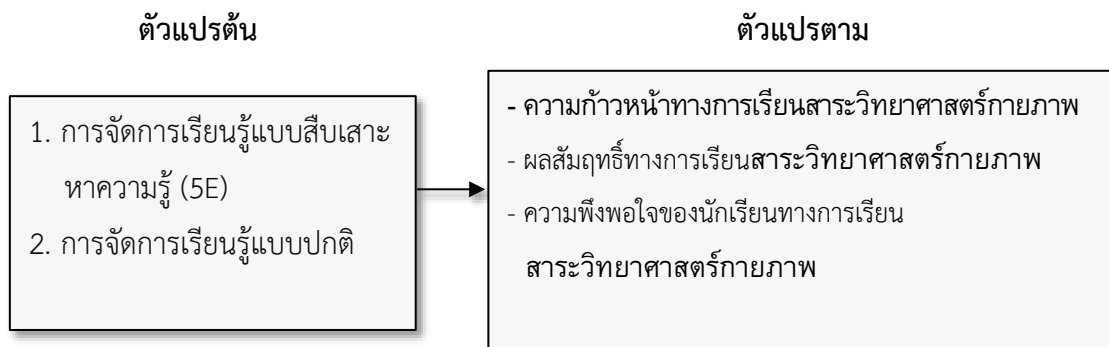 ตัวแปรต้น
ตัวแปรตาม
1. การจัดการเรียนรู้แบบสืบเสาะ
หาความรู้ (5E)
2. การจัดการเรียนรู้แบบปกติ
- ความก้าวหน้าทางการเรียนสาระวิทยาศาสตร์กายภาพ
- ผลสัมฤทธิ์ทางการเรียนสาระวิทยาศาสตร์กายภาพ
- ความพึงพอใจของนักเรียนทางการเรียน
สาระวิทยาศาสตร์กายภาพ